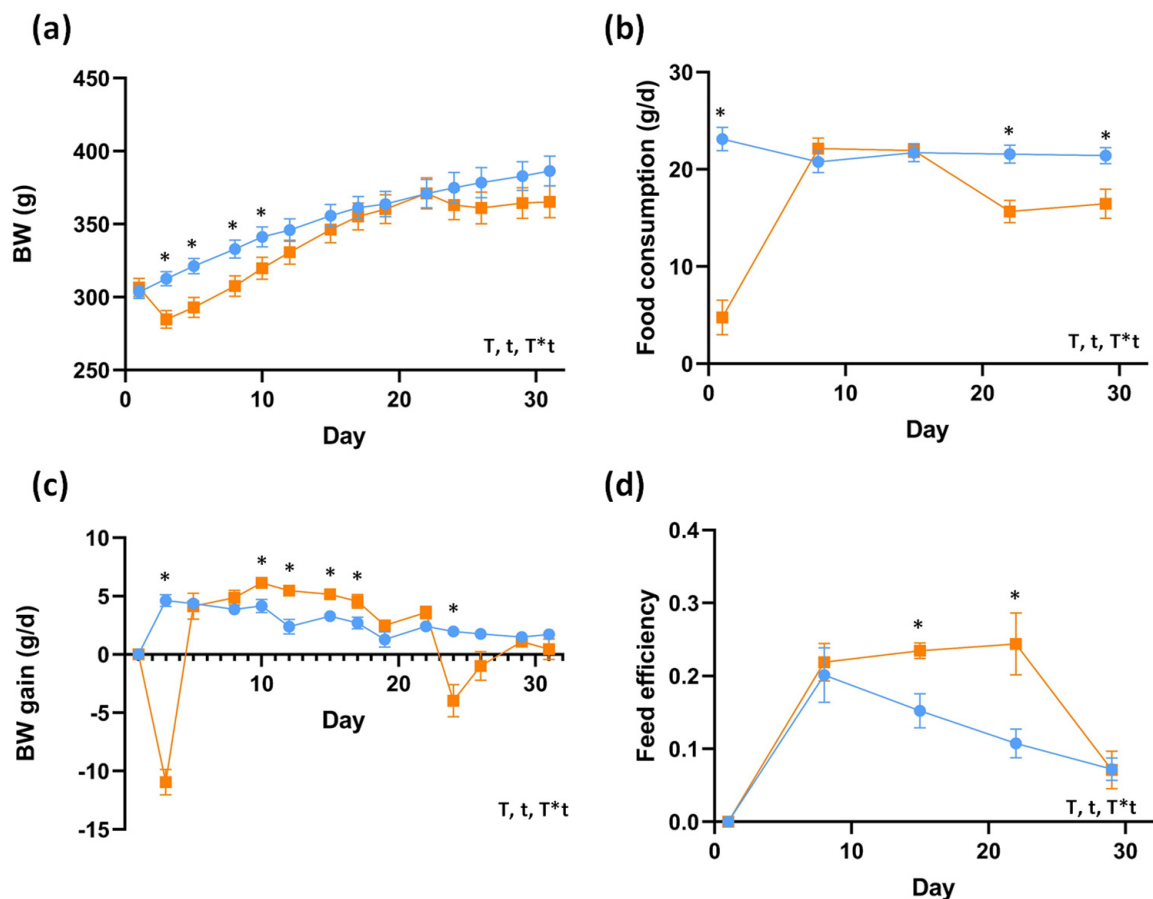 (a)
BW (g)
450
400
350
300
250
* * * *
T, t, T*t
0 10 20 30
Day
(b)
Food consumption (g/d)
30
20
10
0
* * *
T, t, T*t
0 10 20 30
Day
(c)
BW gain (g/d)
10
5
0
-5
-10
-15
* * * * * *
10 20 30
Day
T, t, T*t
(d)
Feed efficiency
0.4
0.3
0.2
0.1
0.0
* *
T, t, T*t
0 10 20 30
Day